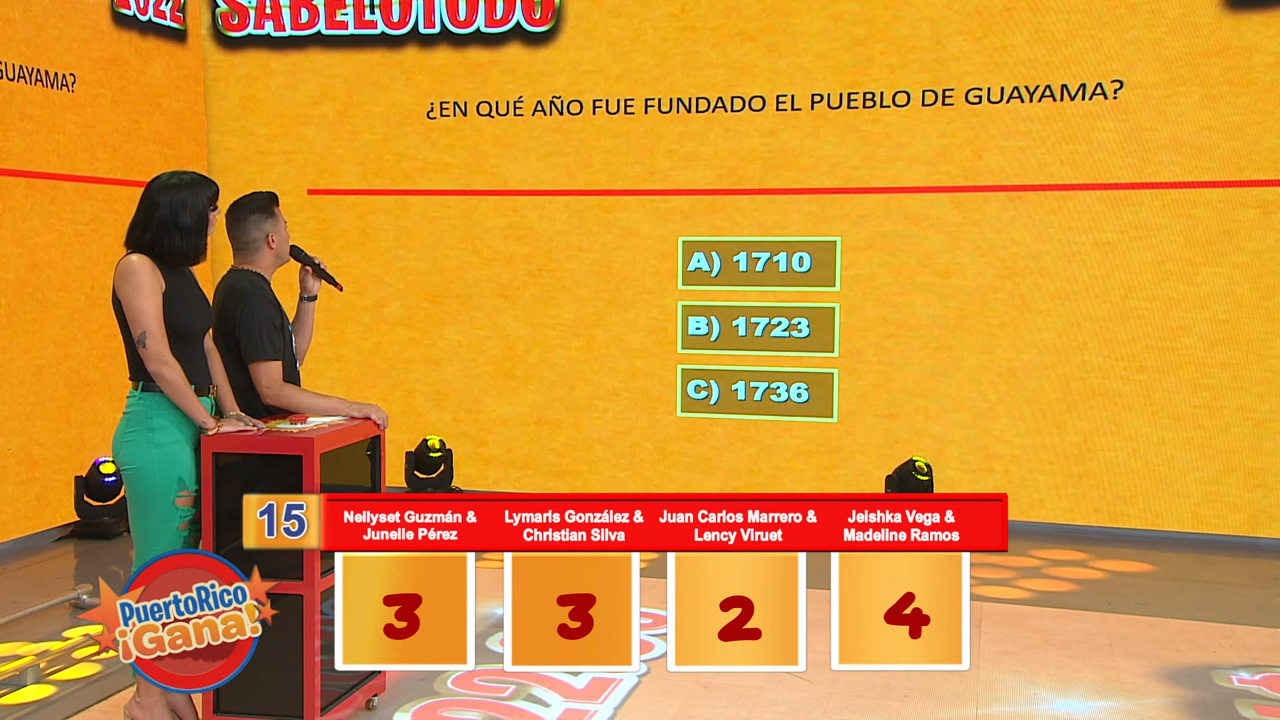 2022
SABELOTODO
GUAYAMA?
¿EN QUÉ AÑO FUE FUNDADO EL PUEBLO DE GUAYAMA?
A) 1710
B) 1723
C) 1736
15
Nellyset Guzmán &
Junelie Pérez
Lymaris González &
Christian Silva
Juan Carlos Marrero &
Lency Viruet
Jeishka Vega &
Madeline Ramos
3
3
2
4
PuertoRico
¡Gana!